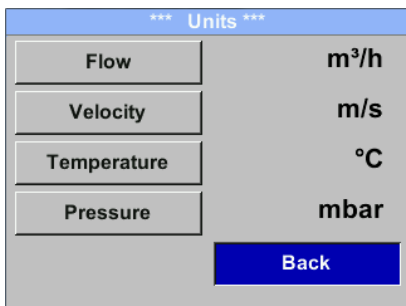 *** Units ***
Flow m³/h
Velocity m/s
Temperature °C
Pressure mbar
Back